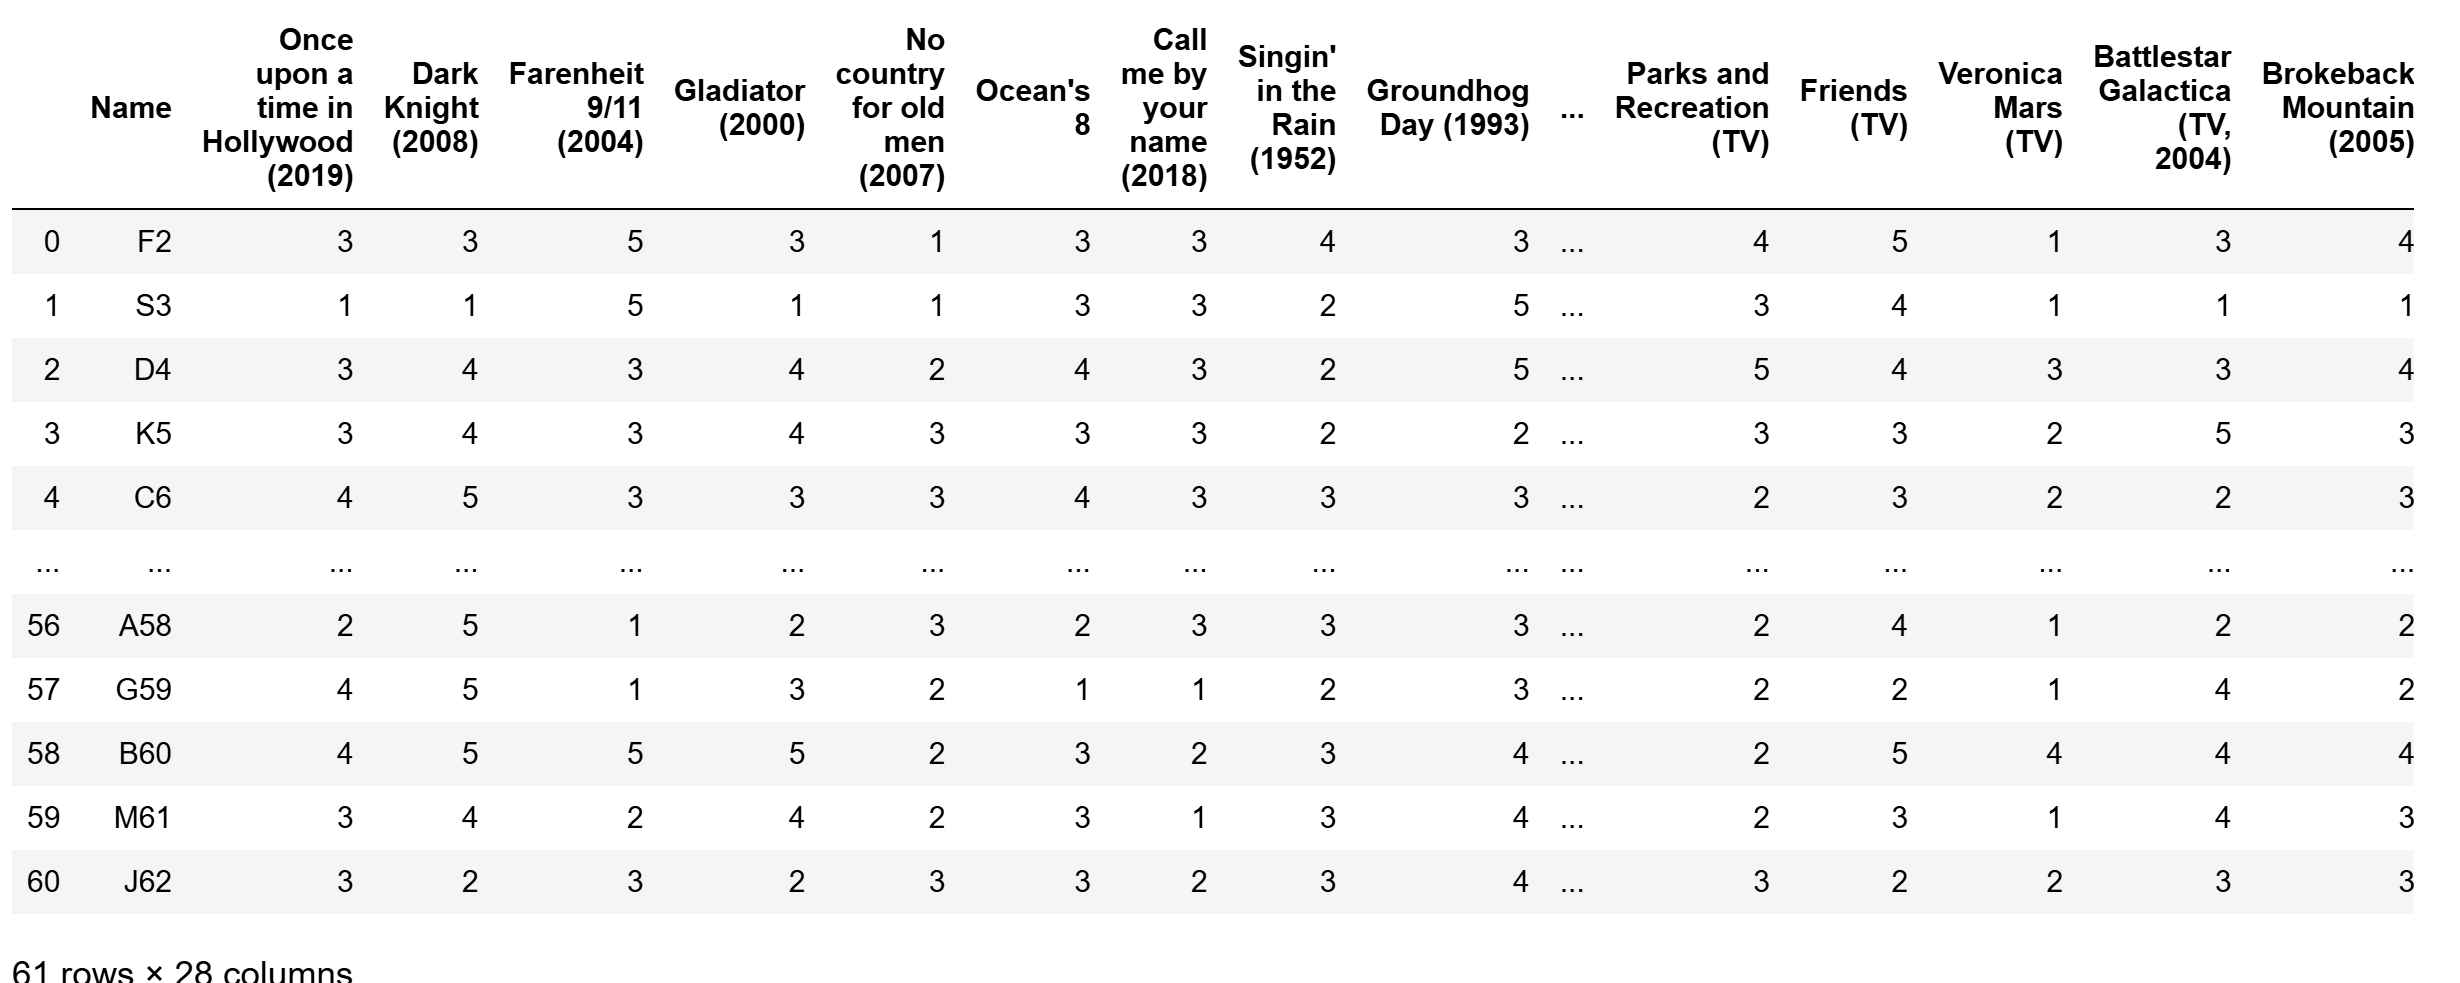 Name Once upon a time in Hollywood (2019) Dark Knight (2008) Farenheit 9/11 (2004) Gladiator (2000) No country for old men (2007) Ocean's 8 Call me by your name (2018) Singin' in the Rain (1952) Groundhog Day (1993) ... Parks and Recreation (TV) Friends (TV) Veronica Mars (TV) Battlestar Galactica (TV, 2004) Brokeback Mountain (2005)
0 F2 3 3 5 3 1 3 3 4 3 ... 4 5 1 3 4
1 S3 1 1 5 1 1 3 3 2 5 ... 3 4 1 1 1
2 D4 3 4 3 4 2 4 3 2 5 ... 5 4 3 3 4
3 K5 3 4 3 4 3 3 3 2 2 ... 3 3 2 5 3
4 C6 4 5 3 3 3 4 3 3 3 ... 2 3 2 2 3
... ... ... ... ... ... ... ... ... ... ... ... ... ... ... ... ...
56 A58 2 5 1 2 3 2 3 3 3 ... 2 4 1 2 2
57 G59 4 5 1 3 2 1 1 2 3 ... 2 2 1 4 2
58 B60 4 5 5 5 2 3 2 3 4 ... 2 5 4 4 4
59 M61 3 4 2 4 2 3 1 3 4 ... 2 3 1 4 3
60 J62 3 2 3 2 3 3 2 3 4 ... 3 2 2 3 3
61 rows × 28 columns